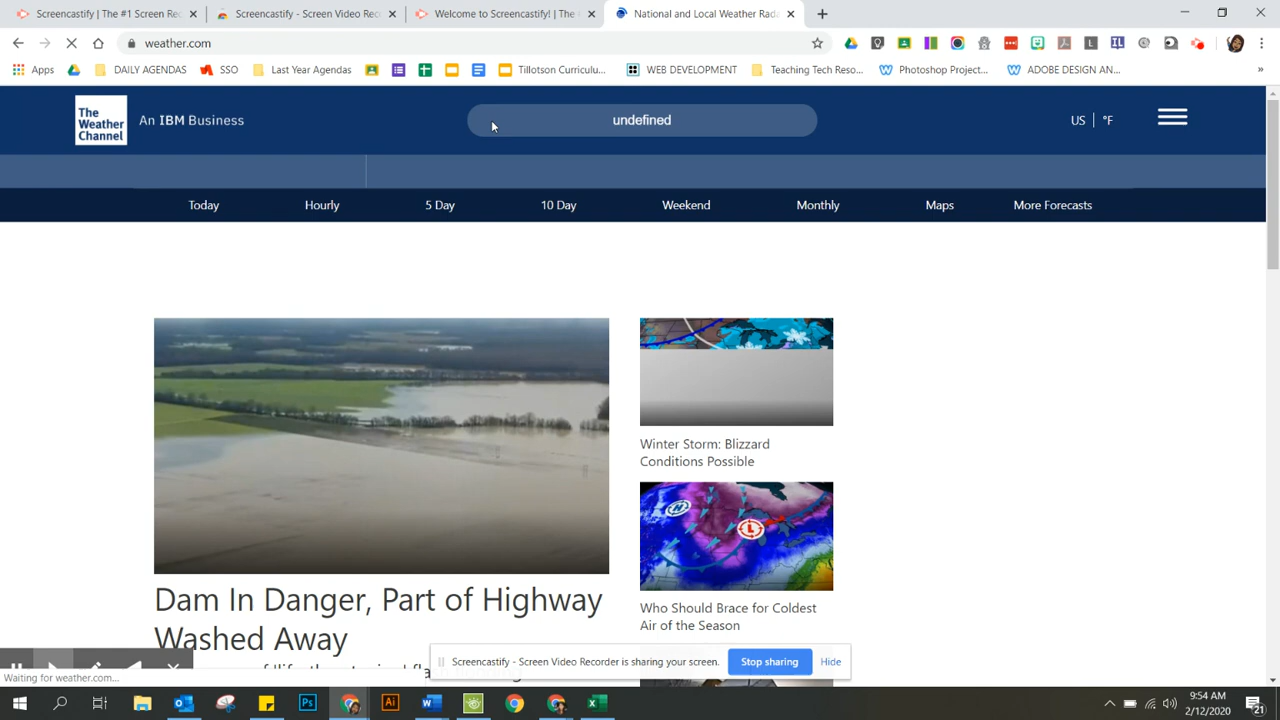 Screencastify | The #1 Screen Rec
Screencastify - Screen Video Rec
Welcome to Screencastify! | The
National and Local Weather Rada
weather.com
Apps
DAILY AGENDAS
SSO
Last Year Agendas
Tillotson Curriculu...
WEB DEVELOPMENT
Teaching Tech Reso...
Photoshop Project...
ADOBE DESIGN AN...
»
The Weather Channel
An IBM Business
undefined
US | °F
Today
Hourly
5 Day
10 Day
Weekend
Monthly
Maps
More Forecasts
Winter Storm: Blizzard
Conditions Possible
Who Should Brace for Coldest
Air of the Season
Dam In Danger, Part of Highway
Washed Away
Screencastify - Screen Video Recorder is sharing your screen.
Stop sharing
Hide
Waiting for weather.com...
9:54 AM
2/12/2020
21